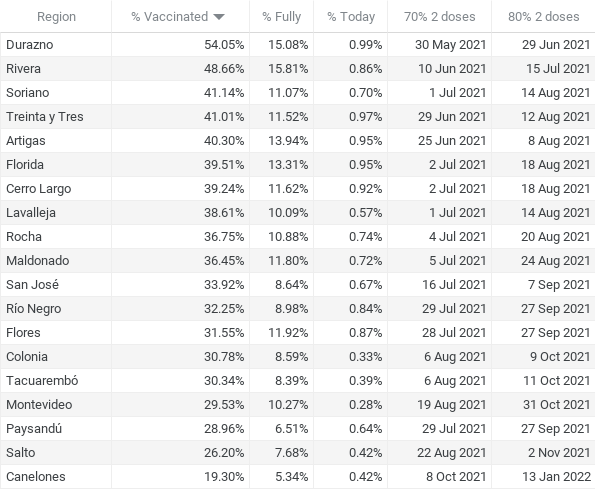 Region % Vaccinated % Fully % Today 70% 2 doses 80% 2 doses
Durazno 54.05% 15.08% 0.99% 30 May 2021 29 Jun 2021
Rivera 48.66% 15.81% 0.86% 10 Jun 2021 15 Jul 2021
Soriano 41.14% 11.07% 0.70% 1 Jul 2021 14 Aug 2021
Treinta y Tres 41.01% 11.52% 0.97% 29 Jun 2021 12 Aug 2021
Artigas 40.30% 13.94% 0.95% 25 Jun 2021 8 Aug 2021
Florida 39.51% 13.31% 0.95% 2 Jul 2021 18 Aug 2021
Cerro Largo 39.24% 11.62% 0.92% 2 Jul 2021 18 Aug 2021
Lavalleja 38.61% 10.09% 0.57% 1 Jul 2021 14 Aug 2021
Rocha 36.75% 10.88% 0.74% 4 Jul 2021 20 Aug 2021
Maldonado 36.45% 11.80% 0.72% 5 Jul 2021 24 Aug 2021
San José 33.92% 8.64% 0.67% 16 Jul 2021 7 Sep 2021
Río Negro 32.25% 8.98% 0.84% 29 Jul 2021 27 Sep 2021
Flores 31.55% 11.92% 0.87% 28 Jul 2021 27 Sep 2021
Colonia 30.78% 8.59% 0.33% 6 Aug 2021 9 Oct 2021
Tacuarembó 30.34% 8.39% 0.39% 6 Aug 2021 11 Oct 2021
Montevideo 29.53% 10.27% 0.28% 19 Aug 2021 31 Oct 2021
Paysandú 28.96% 6.51% 0.64% 29 Jul 2021 27 Sep 2021
Salto 26.20% 7.68% 0.42% 22 Aug 2021 2 Nov 2021
Canelones 19.30% 5.34% 0.42% 8 Oct 2021 13 Jan 2022